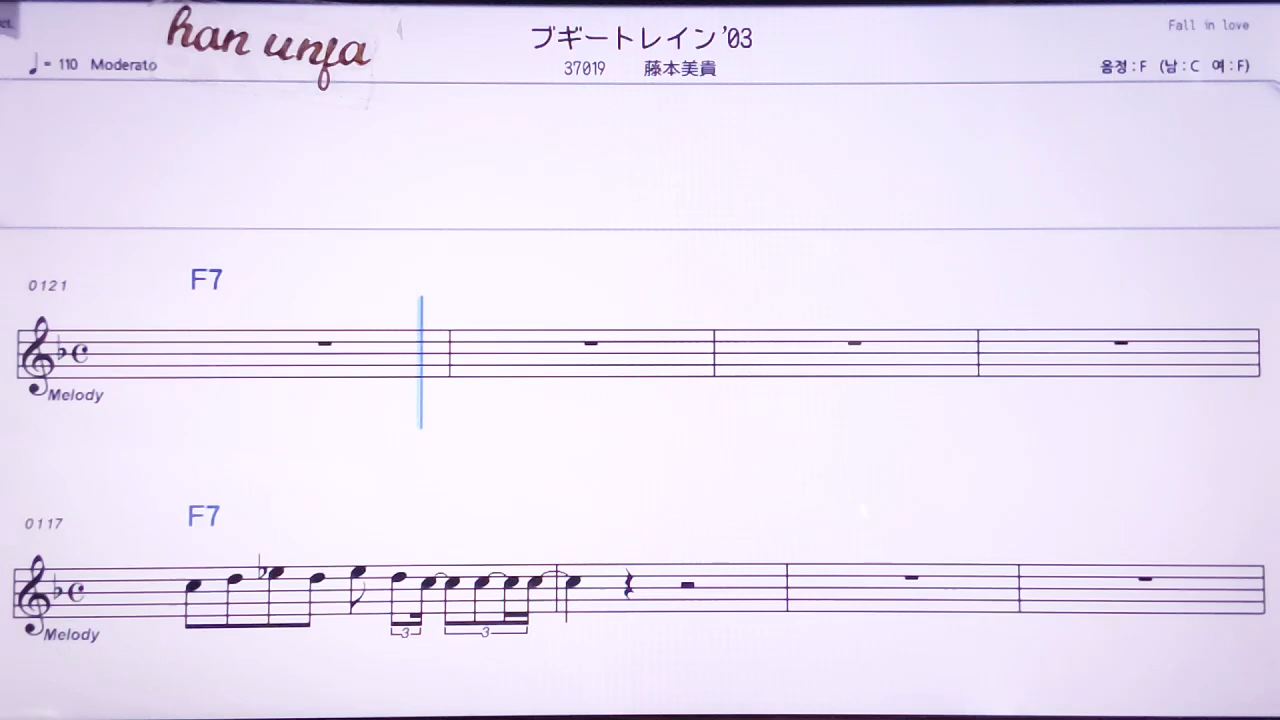 han unfa
ブギートレイン'03
Fall in love
♩= 110 Moderato
37019 藤本美貴
음정:F (남:C 여:F)
0121
F7
Melody
0117
F7
Melody
3
3